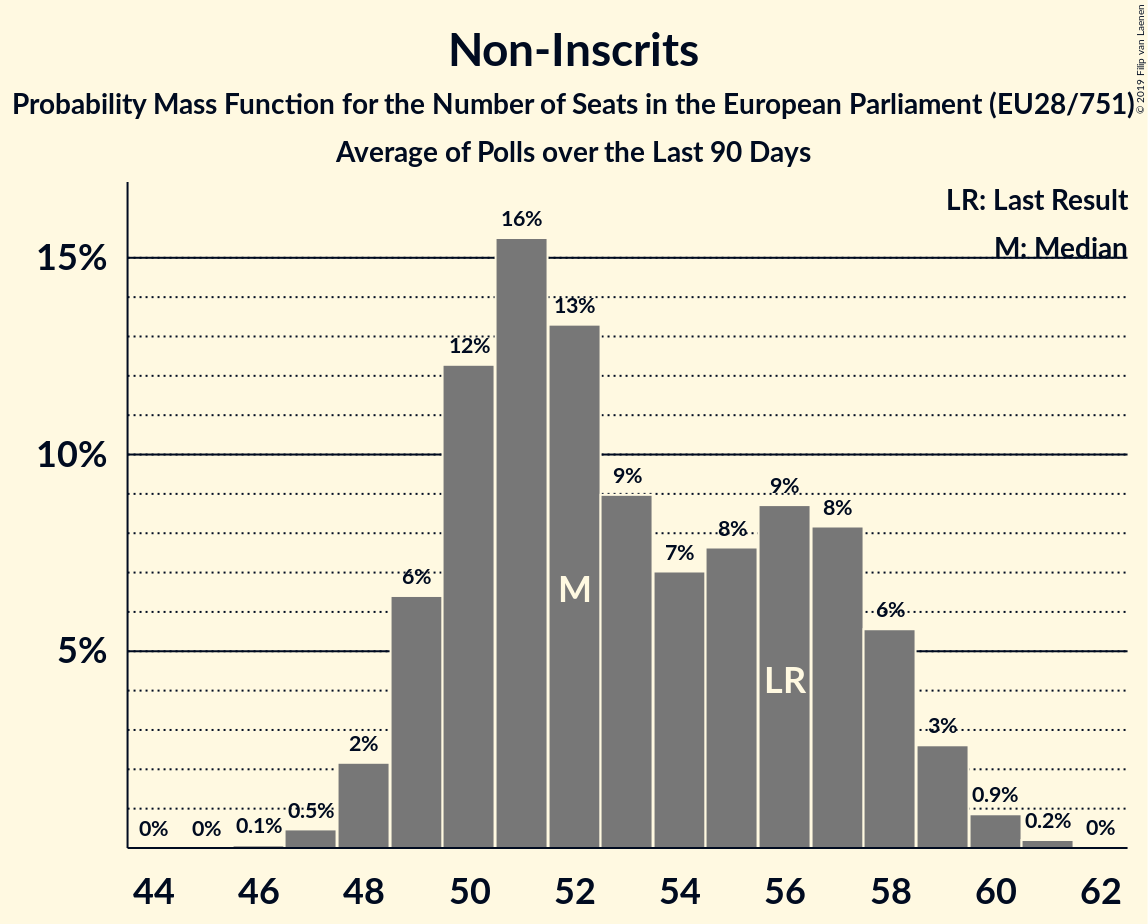 Non-Inscrits
Probability Mass Function for the Number of Seats in the European Parliament (EU28/751)
Average of Polls over the Last 90 Days
© 2019 Filip van Laenen
LR: Last Result
M: Median
15%
10%
5%
0%
0%
0.1%
0.5%
2%
6%
12%
16%
13%
9%
7%
8%
9%
8%
6%
3%
0.9%
0.2%
0%
M
LR
44 46 48 50 52 54 56 58 60 62